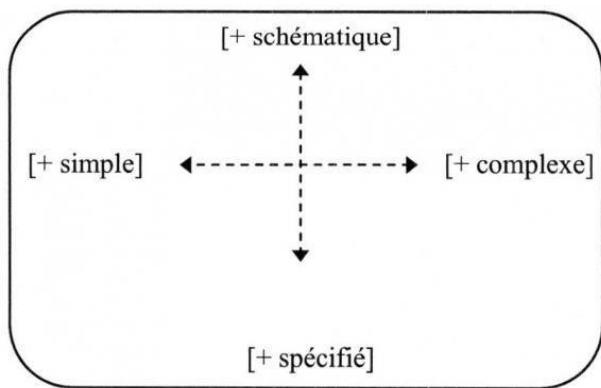 [+ schématique]
[+ simple]
[+ complexe]
[+ spécifié]